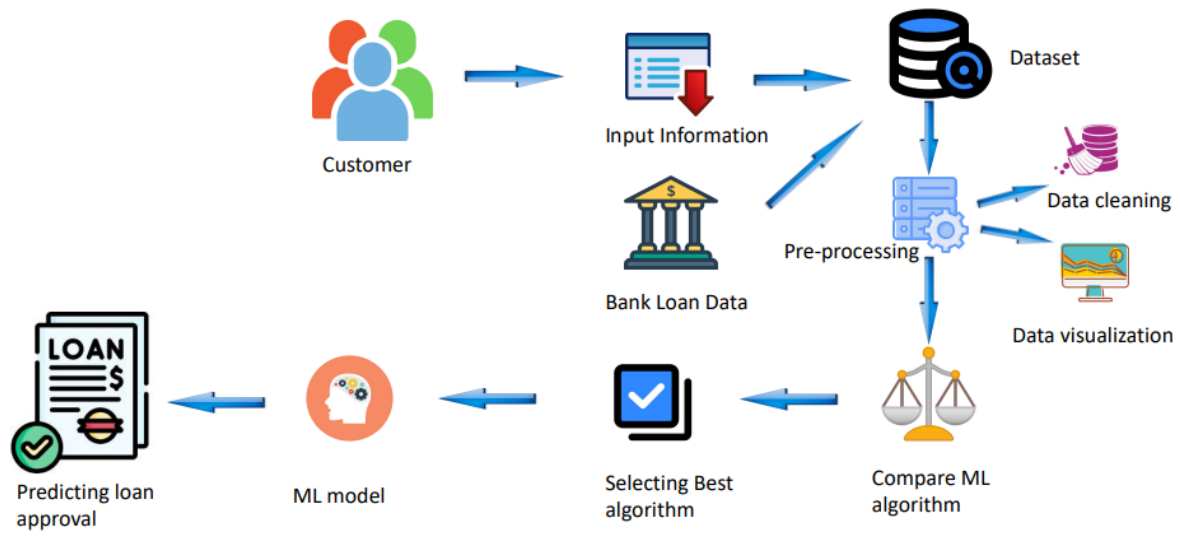 Dataset
Input Information
Customer
Data cleaning
$
Pre-processing
Bank Loan Data
Data visualization
LOAN
$
Predicting loan
approval
ML model
Selecting Best
algorithm
Compare ML
algorithm